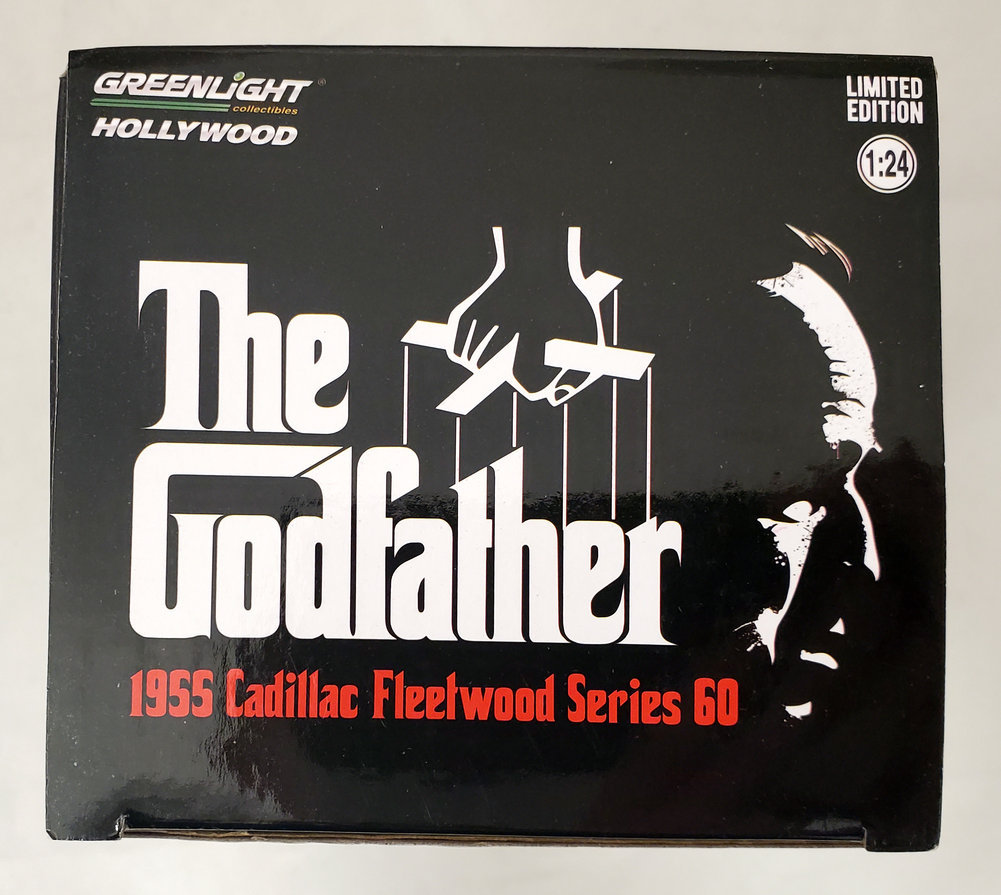 GREENLiGHT
collectibles
HOLLYWOOD
LIMITED
EDITION
1:24
The
Godfather
1955 Cadillac Fleetwood Series 60